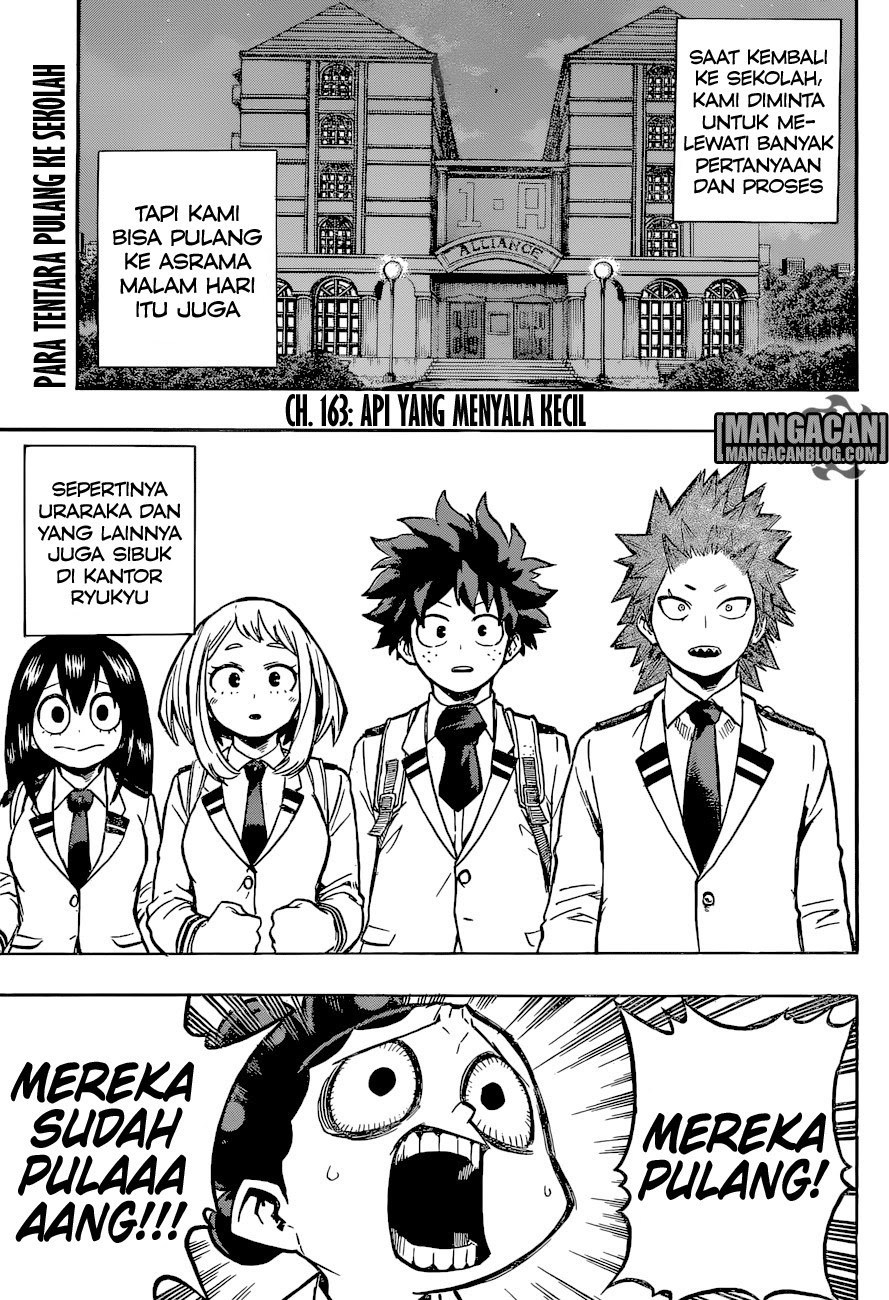 PARA TENTARA PULANG KE SEKOLAH
SAAT KEMBALI
KE SEKOLAH,
KAMI DIMINTA
UNTUK ME-
LEWATI BANYAK
PERTANYAAN
DAN PROSES
TAPI KAMI
BISA PULANG
KE ASRAMA
MALAM HARI
ITU JUGA
1-A
ALLIANCE
CH. 163: API YANG MENYALA KECIL
[MANGACAN]
MANGACANBLOG.COM
SEPERTINYA
URARAKA DAN
YANG LAINNYA
JUGA SIBUK
DI KANTOR
RYUKYU
MEREKA
PULANG!
MEREKA
SUDAH
PULAAA
AANG!!!